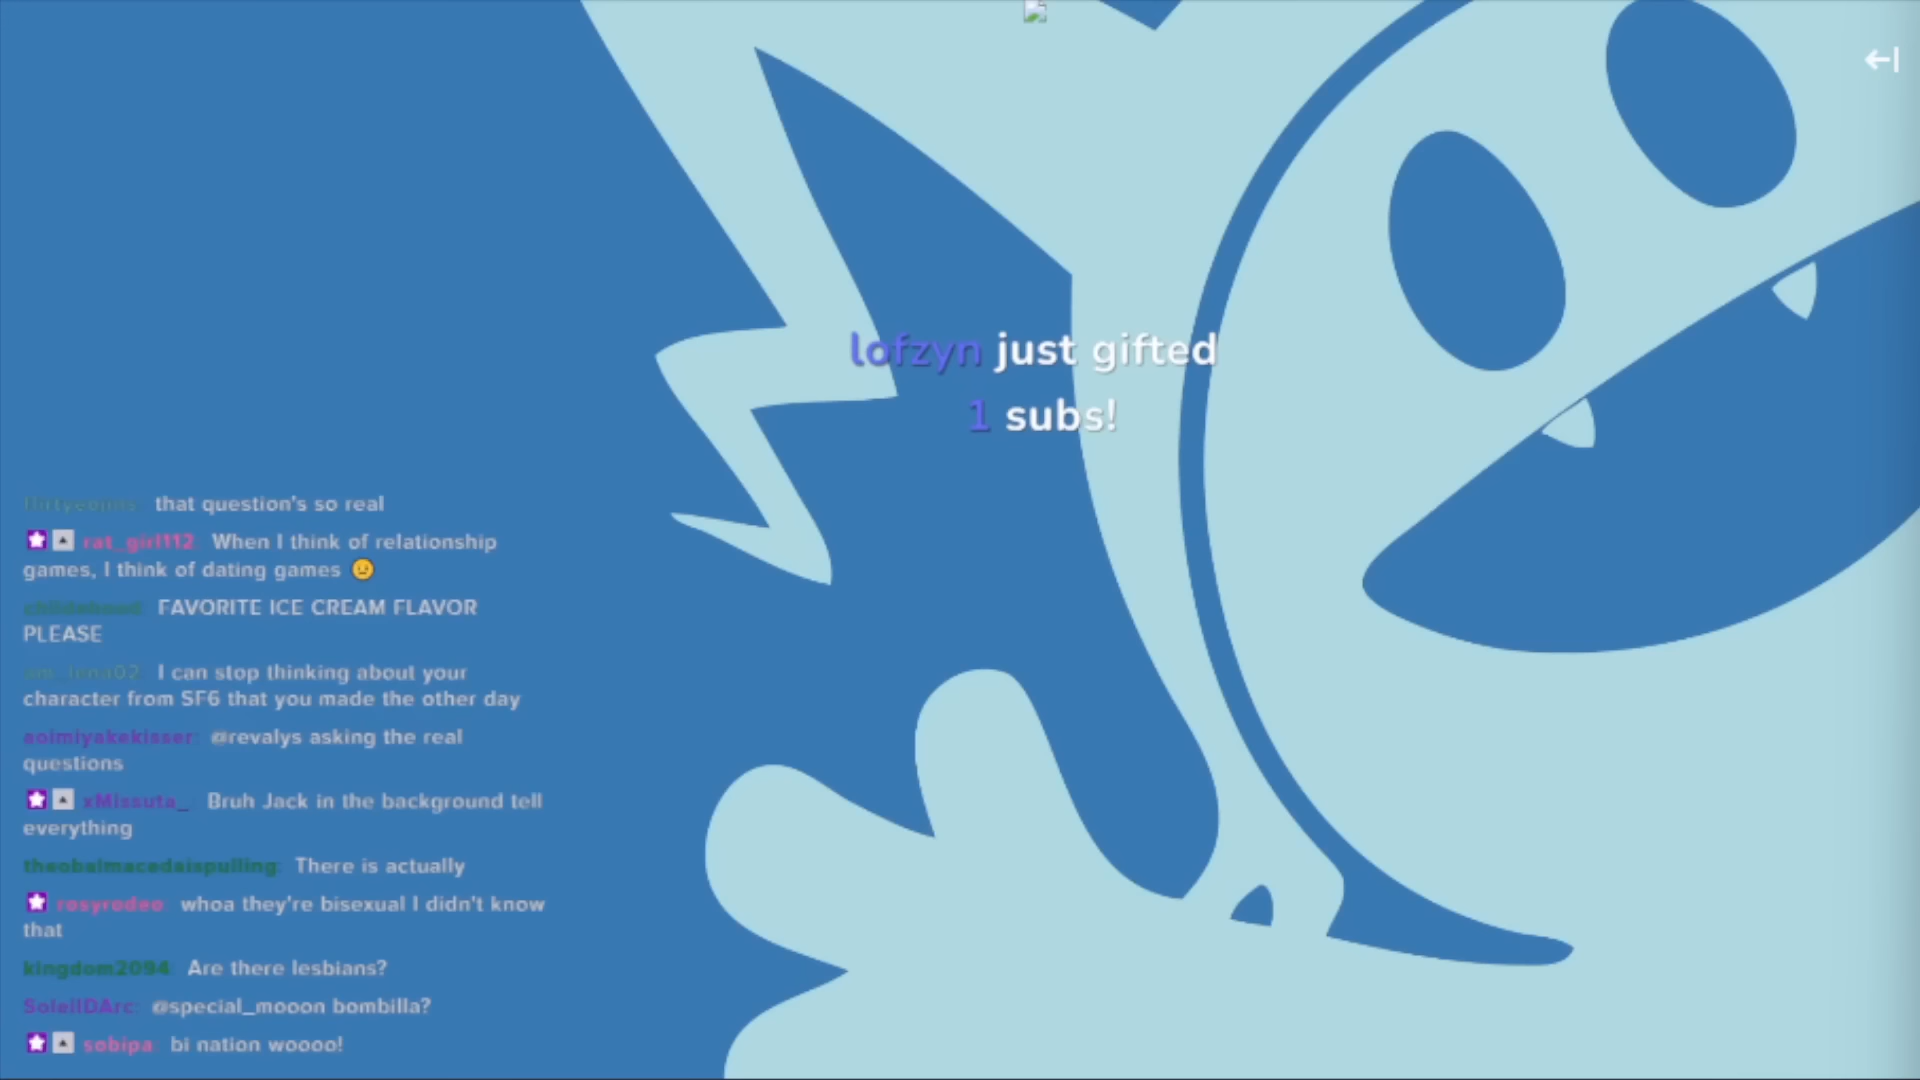 lofzyn just gifted
1 subs!
that question's so real
rat_girl112: When I think of relationship
games, I think of dating games
FAVORITE ICE CREAM FLAVOR
PLEASE
I can stop thinking about your
character from SF6 that you made the other day
aoimiyakekisser: @revalys asking the real
questions
xMissuta_: Bruh Jack in the background tell
everything
theobalmacedaispulling: There is actually
rosyrodeo: whoa they're bisexual I didn't know
that
kingdom2094: Are there lesbians?
SoleilDArc: @special_mooon bombilla?
sobipa: bi nation woooo!